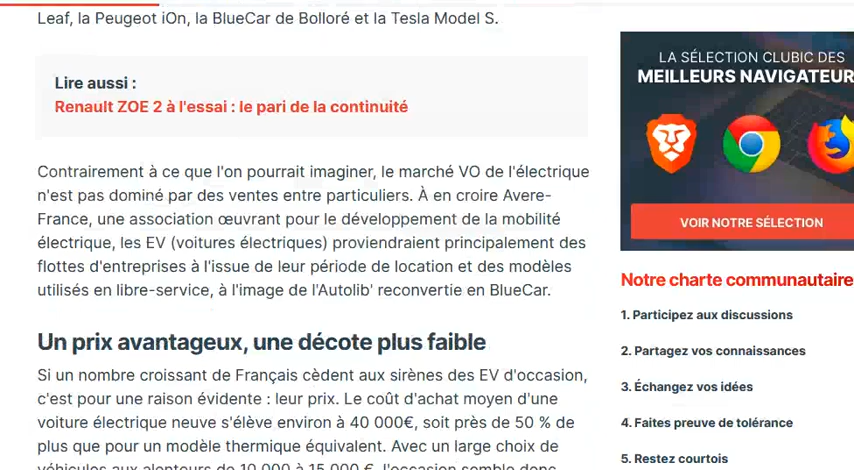 Leaf, la Peugeot iOn, la BlueCar de Bolloré et la Tesla Model S.
Lire aussi :
Renault ZOE 2 à l'essai : le pari de la continuité
Contrairement à ce que l'on pourrait imaginer, le marché VO de l'électrique
n'est pas dominé par des ventes entre particuliers. À en croire Avere-
France, une association œuvrant pour le développement de la mobilité
électrique, les EV (voitures électriques) proviendraient principalement des
flottes d'entreprises à l'issue de leur période de location et des modèles
utilisés en libre-service, à l'image de l'Autolib' reconvertie en BlueCar.
Un prix avantageux, une décote plus faible
Si un nombre croissant de Français cèdent aux sirènes des EV d'occasion,
c'est pour une raison évidente : leur prix. Le coût d'achat moyen d'une
voiture électrique neuve s'élève environ à 40 000€, soit près de 50 % de
plus que pour un modèle thermique équivalent. Avec un large choix de
véhicules aux alentours de 10 000 à 15 000 €, l'occasion semble donc
LA SÉLECTION CLUBIC DES
MEILLEURS NAVIGATEUR
VOIR NOTRE SÉLECTION
Notre charte communautaire
1. Participez aux discussions
2. Partagez vos connaissances
3. Échangez vos idées
4. Faites preuve de tolérance
5. Restez courtois